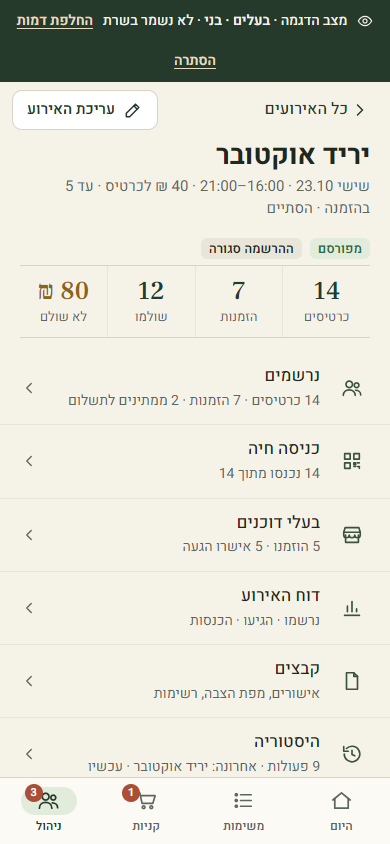 מצב הדגמה · בעלים · בני · לא נשמר בשרת החלפת דמות
הסתרה
כל האירועים
עריכת האירוע
יריד אוקטובר
שישי 23.10 · 16:00–21:00 · 40 ₪ לכרטיס · עד 5
בהזמנה · הסתיים
מפורסם
ההרשמה סגורה
14
כרטיסים
7
הזמנות
12
שולמו
80 ₪
לא שולם
נרשמים
14 כרטיסים · 7 הזמנות · 2 ממתינים לתשלום
כניסה חיה
14 נכנסו מתוך 14
בעלי דוכנים
5 הוזמנו · 5 אישרו הגעה
דוח האירוע
נרשמו · הגיעו · הכנסות
קבצים
אישורים, מפת הצבה, רשימות
היסטוריה
9 פעולות · אחרונה: יריד אוקטובר · עכשיו
היום
משימות
1
קניות
3
ניהול